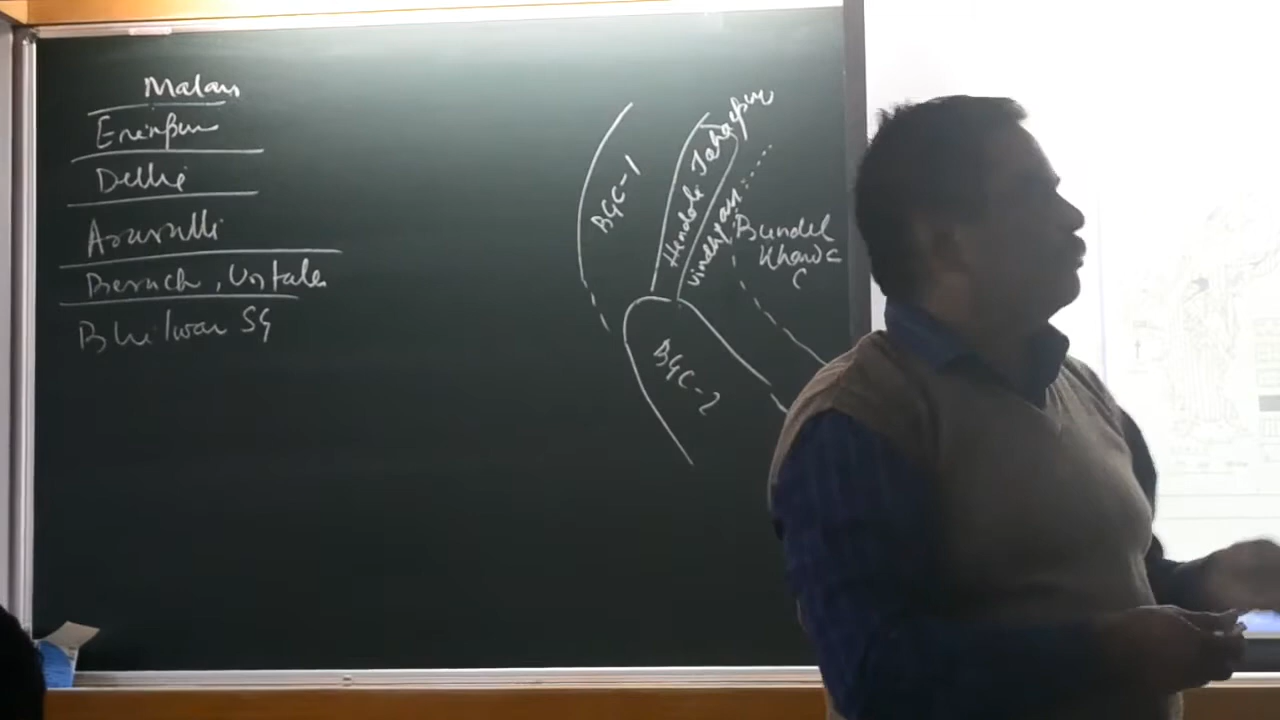 Malani
Erinpura
Delhi
Aravalli
Berach, Untala
Bhilwara SG
BGC-1
Hindoli Jahazpur
Vindhyan
Bundel
khand C
C
BGC-2